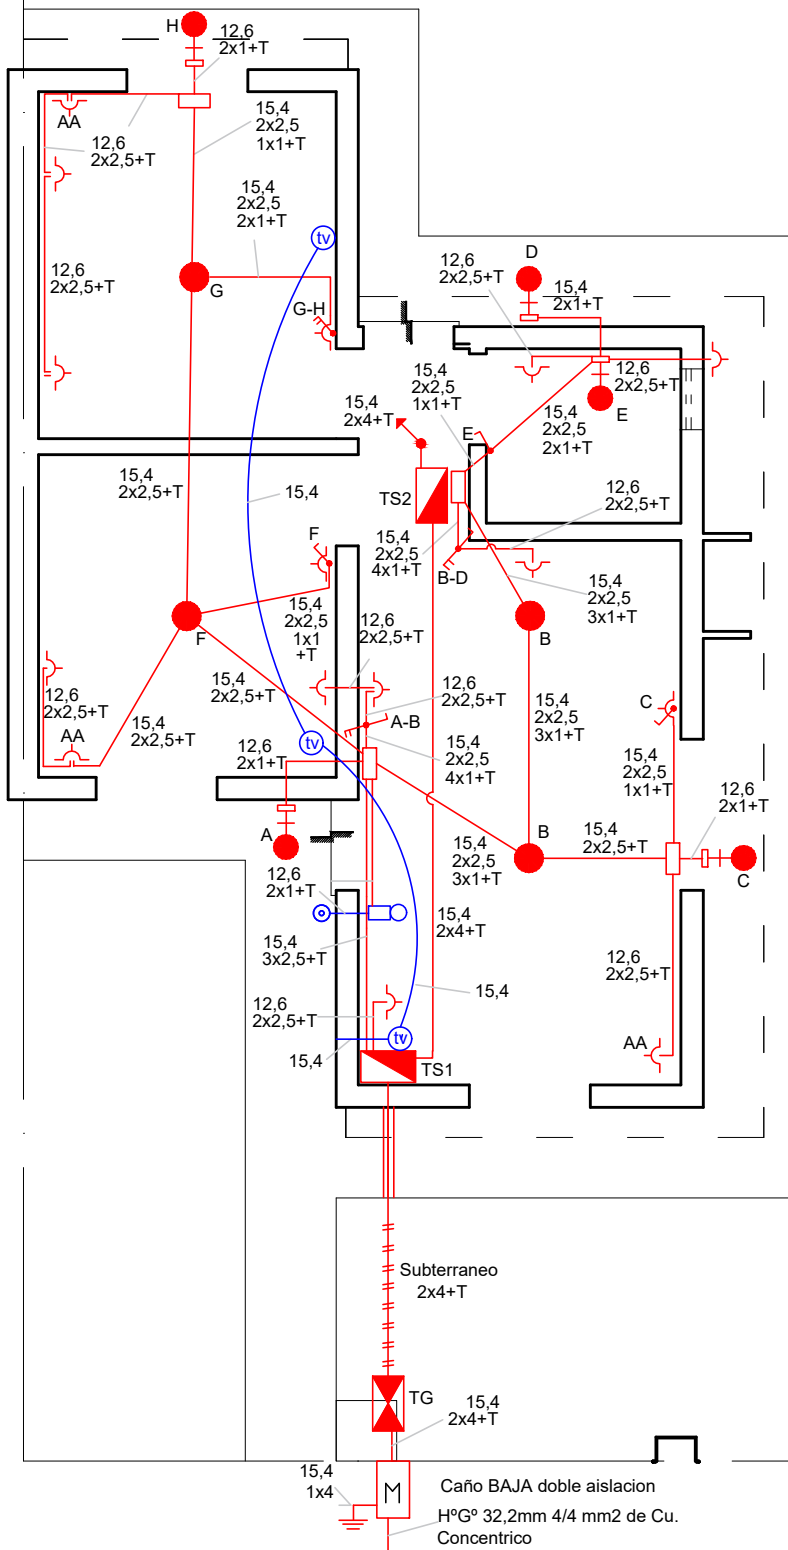 H
12,6
2x1+T
AA
15,4
2x2,5
1x1+T
12,6
2x2,5+T
15,4
2x2,5
2x1+T
tv
12,6
2x2,5+T
D
12,6
2x2,5+T
15,4
2x1+T
G
G-H
15,4
2x2,5
1x1+T
12,6
2x2,5+T
E
15,4
2x4+T
15,4
2x2,5
2x1+T
E
15,4
2x2,5+T
15,4
TS2
12,6
2x2,5+T
F
15,4
2x2,5
4x1+T
B-D
15,4
2x2,5
3x1+T
F
15,4
2x2,5
1x1
+T
12,6
2x2,5+T
B
15,4
2x2,5+T
12,6
2x2,5+T
12,6
2x2,5+T
15,4
2x2,5
3x1+T
C
A-B
AA
15,4
2x2,5+T
tv
12,6
2x1+T
15,4
2x2,5
4x1+T
15,4
2x2,5
1x1+T
12,6
2x1+T
A
15,4
2x2,5
3x1+T
B
15,4
2x2,5+T
C
12,6
2x1+T
15,4
2x4+T
15,4
3x2,5+T
12,6
2x2,5+T
12,6
2x2,5+T
15,4
15,4
tv
AA
TS1
Subterraneo
2x4+T
TG
15,4
2x4+T
15,4
1x4
M
Caño BAJA doble aislacion
HºGº 32,2mm 4/4 mm2 de Cu.
Concentrico